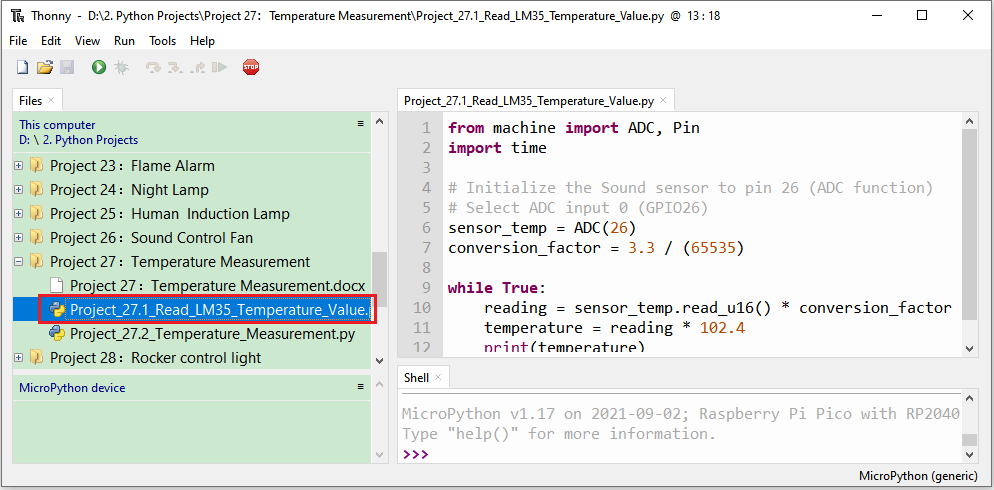 Thonny - D:\2. Python Projects\Project 27：Temperature Measurement\Project_27.1_Read_LM35_Temperature_Value.py @ 13:18
File Edit View Run Tools Help
STOP
Files
This computer
D: \ 2. Python Projects
Project 23：Flame Alarm
Project 24：Night Lamp
Project 25：Human  Induction Lamp
Project 26：Sound Control Fan
Project 27：Temperature Measurement
Project 27：Temperature Measurement.docx
Project_27.1_Read_LM35_Temperature_Value.
Project_27.2_Temperature_Measurement.py
Project 28：Rocker control light
MicroPython device
Project_27.1_Read_LM35_Temperature_Value.py
1 from machine import ADC, Pin
2 import time
3
4 # Initialize the Sound sensor to pin 26 (ADC function)
5 # Select ADC input 0 (GPIO26)
6 sensor_temp = ADC(26)
7 conversion_factor = 3.3 / (65535)
8
9 while True:
10     reading = sensor_temp.read_u16() * conversion_factor
11     temperature = reading * 102.4
12     print(temperature)
Shell
MicroPython v1.17 on 2021-09-02; Raspberry Pi Pico with RP2040
Type "help()" for more information.
>>>
MicroPython (generic)